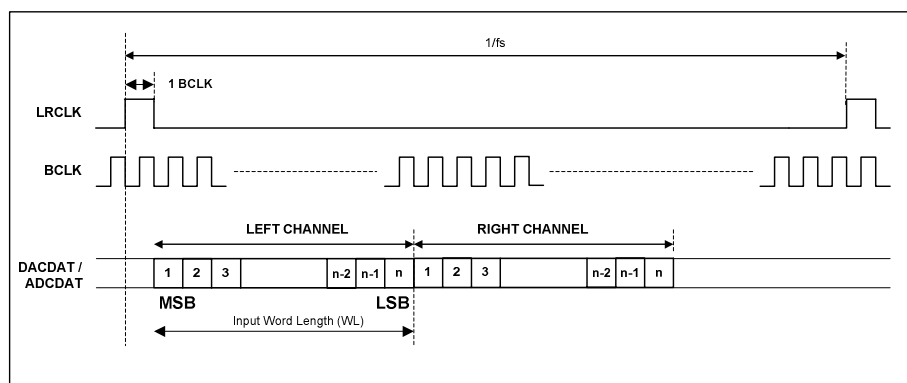 1/fs
1 BCLK
LRCLK
BCLK
LEFT CHANNEL RIGHT CHANNEL
DACDAT /
ADCDAT
1 2 3 n-2 n-1 n 1 2 3 n-2 n-1 n
MSB LSB
Input Word Length (WL)